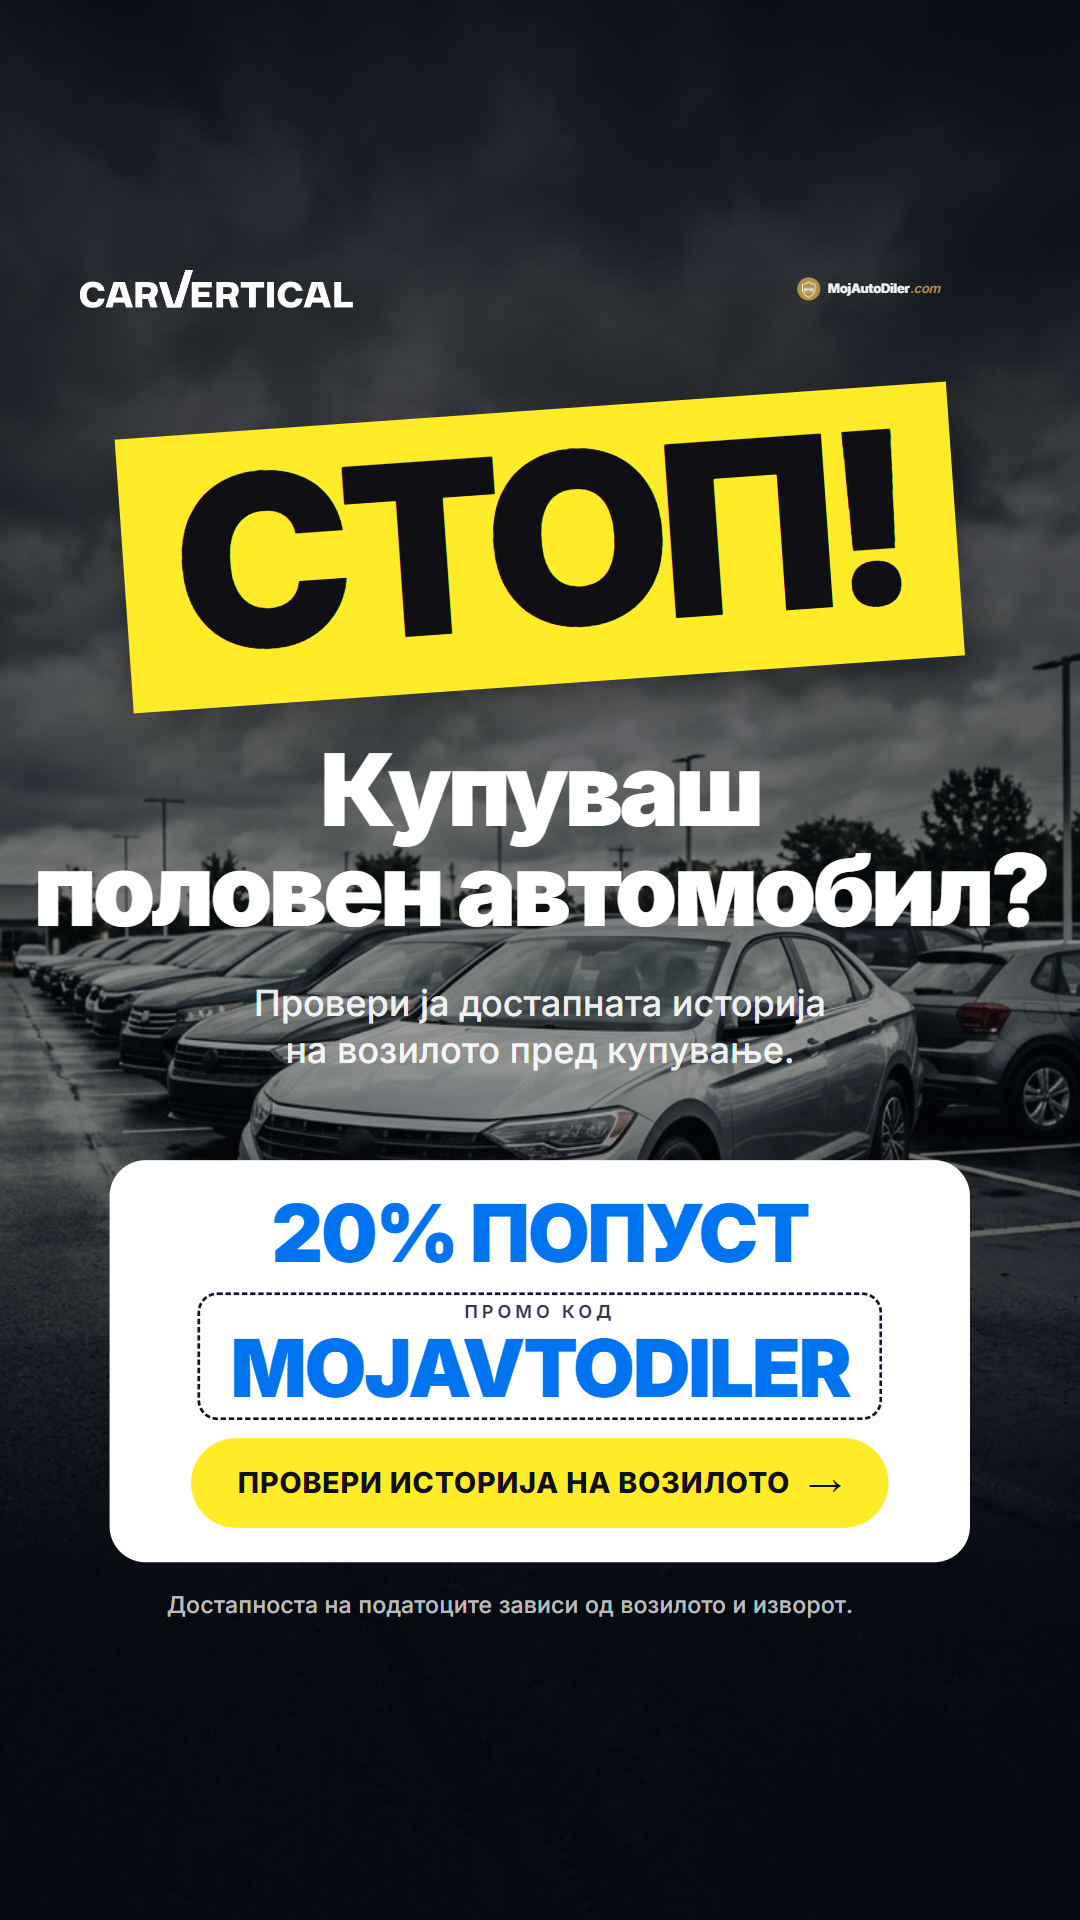 CARVERTICAL
MojAutoDiler.com
СТОП!
Купуваш
половен автомобил?
Провери ја достапната историја
на возилото пред купување.
20% ПОПУСТ
ПРОМО КОД
MOJAVTODILER
ПРОВЕРИ ИСТОРИЈА НА ВОЗИЛОТО →
Достапноста на податоците зависи од возилото и изворот.